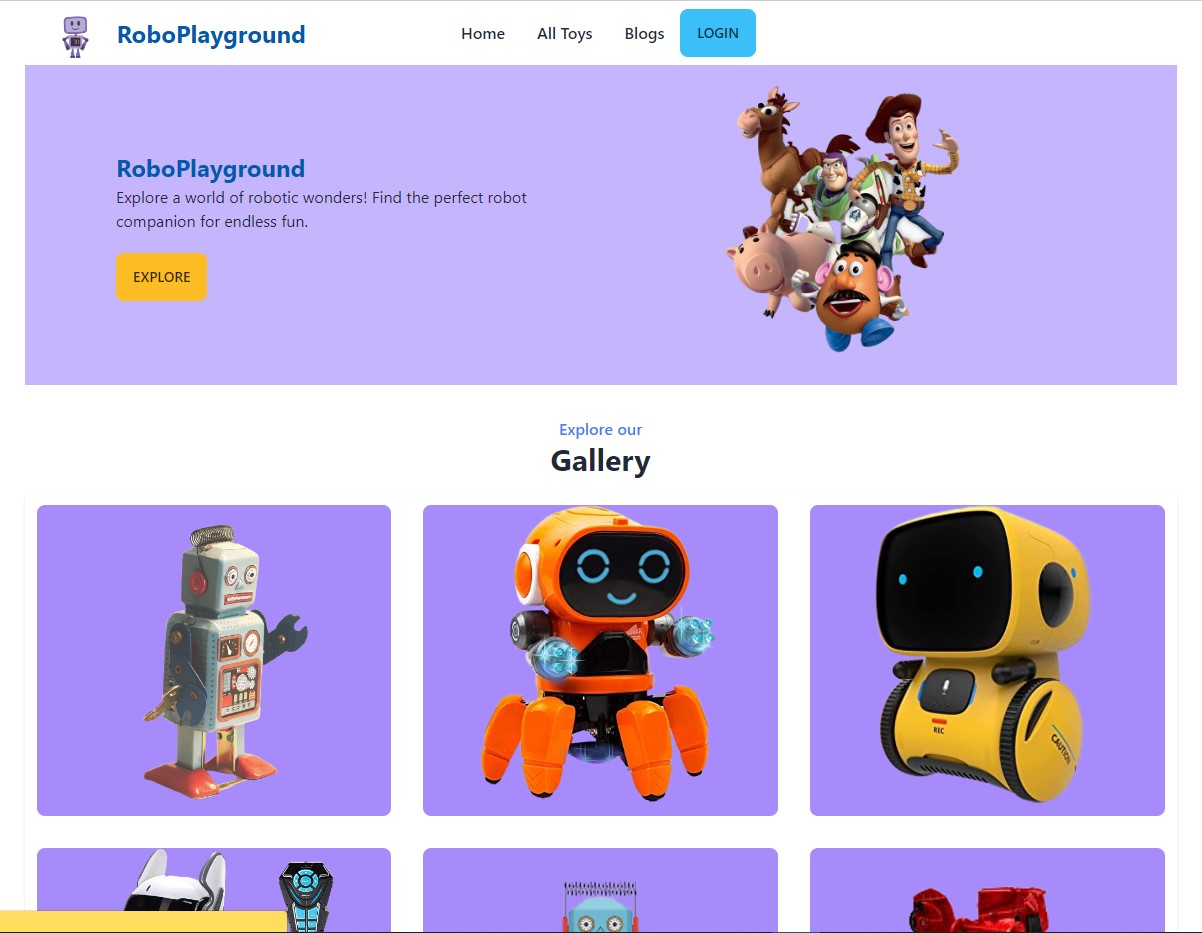 RoboPlayground
Home
All Toys
Blogs
LOGIN
RoboPlayground
Explore a world of robotic wonders! Find the perfect robot
companion for endless fun.
EXPLORE
Explore our
Gallery
REC
CAUTION